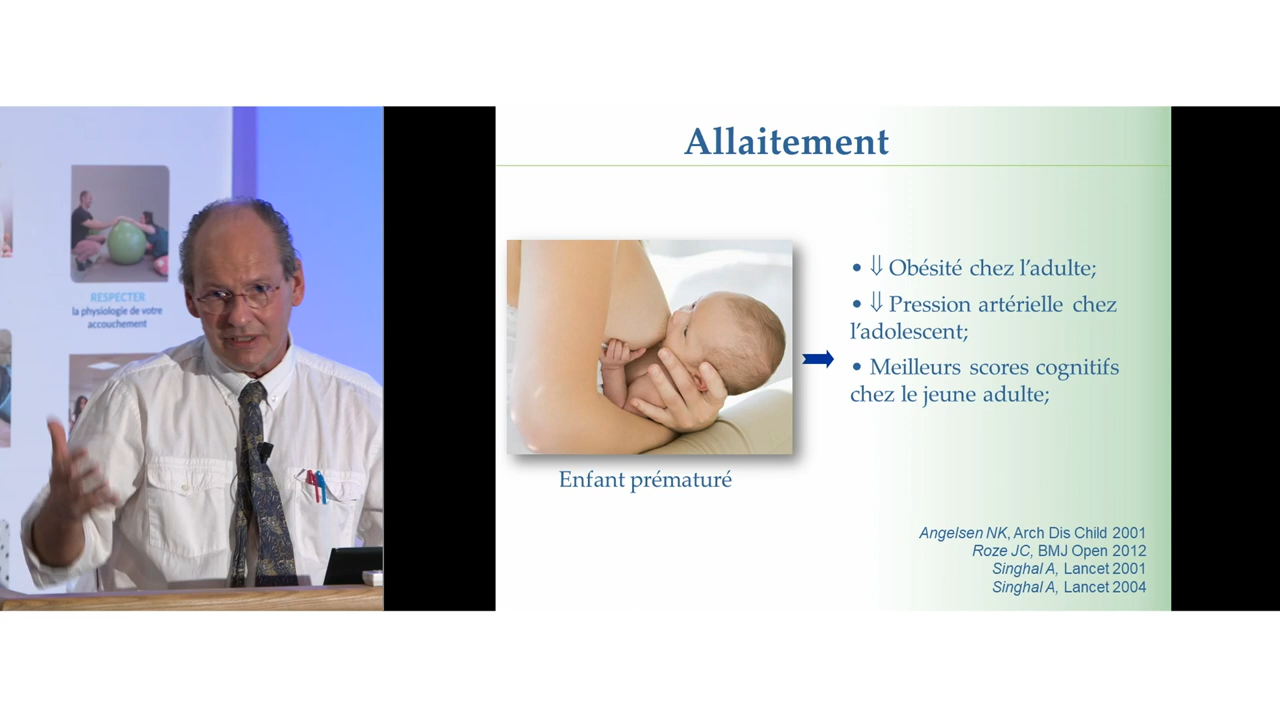 RESPECTER
la physiologie de votre
accouchement
Allaitement
• ⇓ Obésité chez l'adulte;
• ⇓ Pression artérielle chez
l'adolescent;
• Meilleurs scores cognitifs
chez le jeune adulte;
Enfant prématuré
Angelsen NK, Arch Dis Child 2001
Roze JC, BMJ Open 2012
Singhal A, Lancet 2001
Singhal A, Lancet 2004